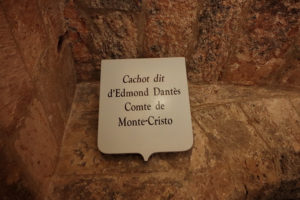 Cachot dit
d'Edmond Dantès
Comte de
Monte-Cristo